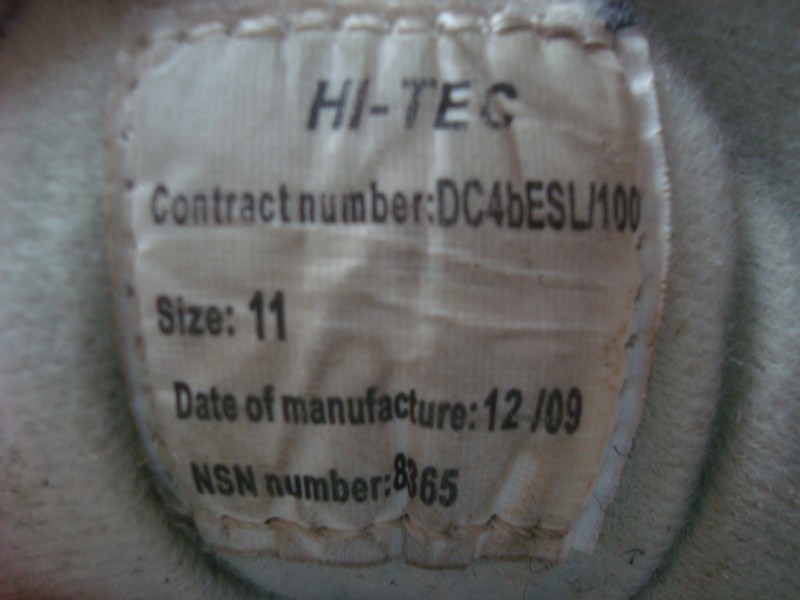 HI-TEC
Contract number:DC4bESL/100
Size: 11
Date of manufacture:12/09
NSN number:8365